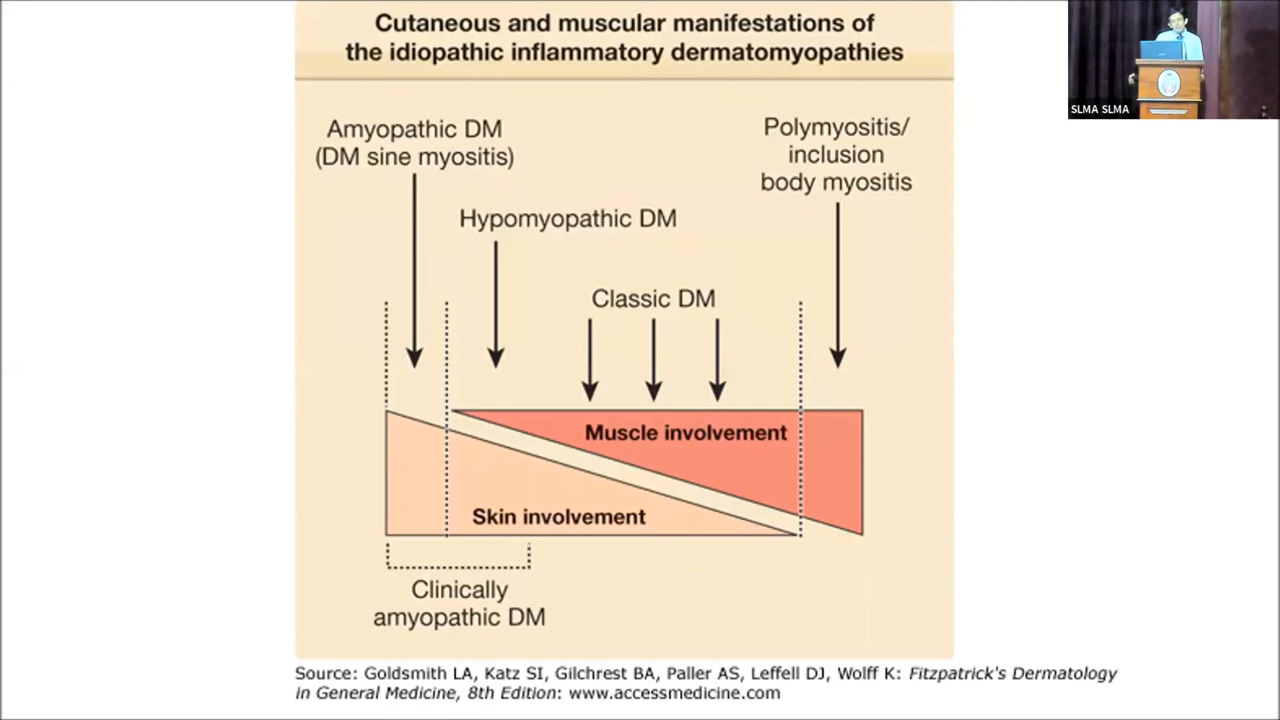 Cutaneous and muscular manifestations of
the idiopathic inflammatory dermatomyopathies
Amyopathic DM
(DM sine myositis)
Hypomyopathic DM
Classic DM
Polymyositis/
inclusion
body myositis
Muscle involvement
Skin involvement
Clinically
amyopathic DM
Source: Goldsmith LA, Katz SI, Gilchrest BA, Paller AS, Leffell DJ, Wolff K: Fitzpatrick's Dermatology
in General Medicine, 8th Edition: www.accessmedicine.com
SLMA SLMA